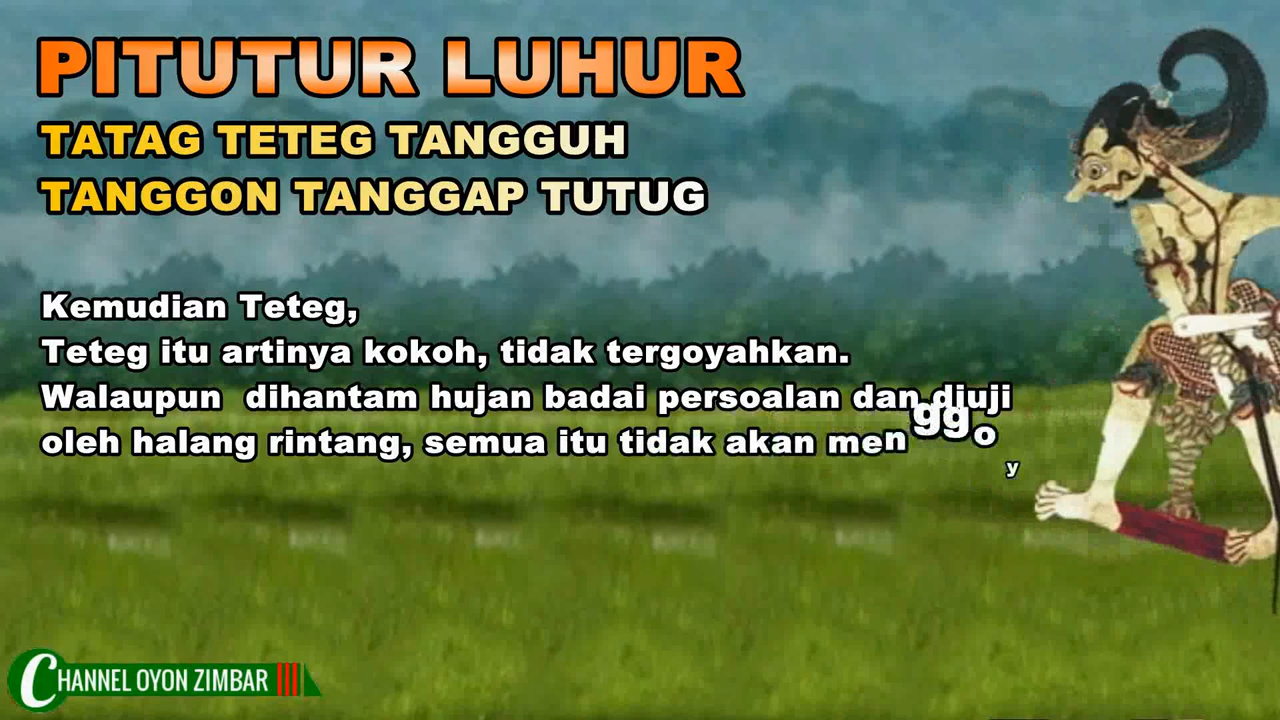 PITUTUR LUHUR
TATAG TETEG TANGGUH
TANGGON TANGGAP TUTUG
Kemudian Teteg,
Teteg itu artinya kokoh, tidak tergoyahkan.
Walaupun  dihantam hujan badai persoalan dan diuji
oleh halang rintang, semua itu tidak akan menggoy
CHANNEL OYON ZIMBAR